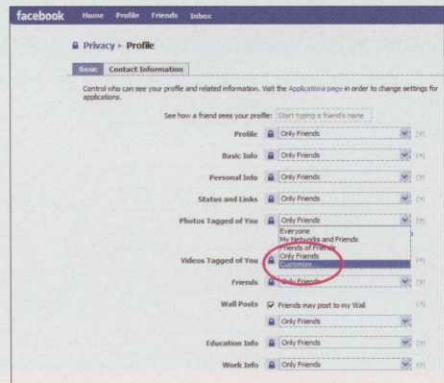 facebook Home Profile Friends Inbox
Privacy ▸ Profile
Basic Contact Information
Control who can see your profile and related information. Visit the Applications page in order to change settings for
applications.
See how a friend sees your profile: Start typing a friend's name
Profile Only Friends [?]
Basic Info Only Friends [?]
Personal Info Only Friends [?]
Status and Links Only Friends [?]
Photos Tagged of You Only Friends [?]
Everyone
My Networks and Friends
Friends of Friends
Only Friends
Customize
Videos Tagged of You [?]
Friends Only Friends [?]
Wall Posts Friends may post to my Wall [?]
Only Friends
Education Info Only Friends [?]
Work Info Only Friends [?]